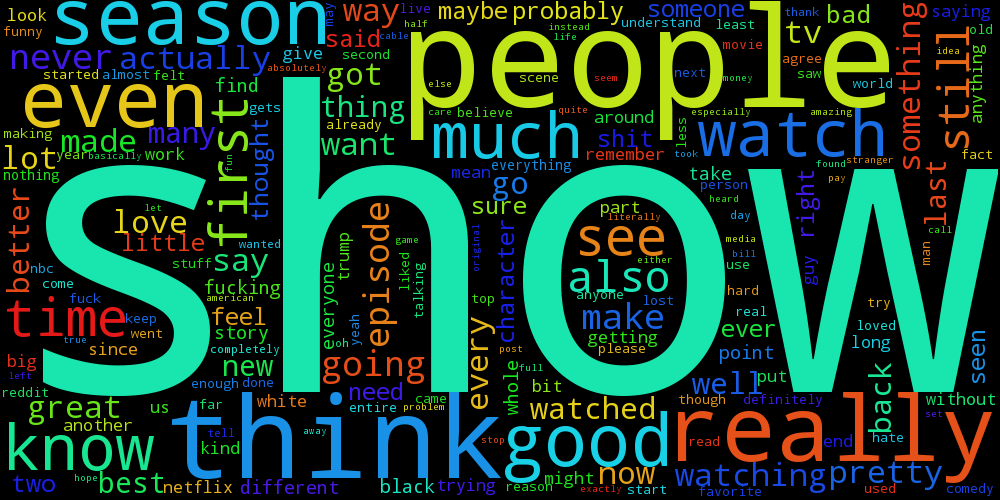 look
funny
season
may
way
live
half
cable
maybe
probably
someone
least
thank
bad
saying
instead
life
understand
tv
old
never
actually
give
said
second
absolutely
people
movie
agree
something
still
idea
anything
started
almost
felt
find
got
scene
else
next
seem
money
saw
world
even
first
gets
thing
care
believe
quite
especially
amazing
making
made
many
already
much
around
less
watch
lot
year
basically
work
fun
thought
want
shit
remember
took
found
stranger
fact
nothing
everything
pay
show
mean
go
take
person
right
last
better
love
let
little
episode
sure
part
literally
heard
day
call
say
wanted
trump
game
original
character
see
either
media
guy
man
nbc
stuff
everyone
liked
talking
also
bill
use
come
fucking
anyone
lost
hard
try
seen
time
fuck
keep
american
feel
oh
yeah
top
make
real
loved
true
went
story
every
post
getting
please
ever
long
since
completely
going
point
big
left
new
whole
full
bit
well
put
back
reddit
enough
done
need
came
great
us
far
white
entire
problem
watched
though
definitely
without
set
another
tell
away
think
stop
good
read
really
end
hate
know
kind
now
two
hope
best
netflix
different
black
trying
reason
might
exactly
start
watching
favorite
pretty
used
comedy